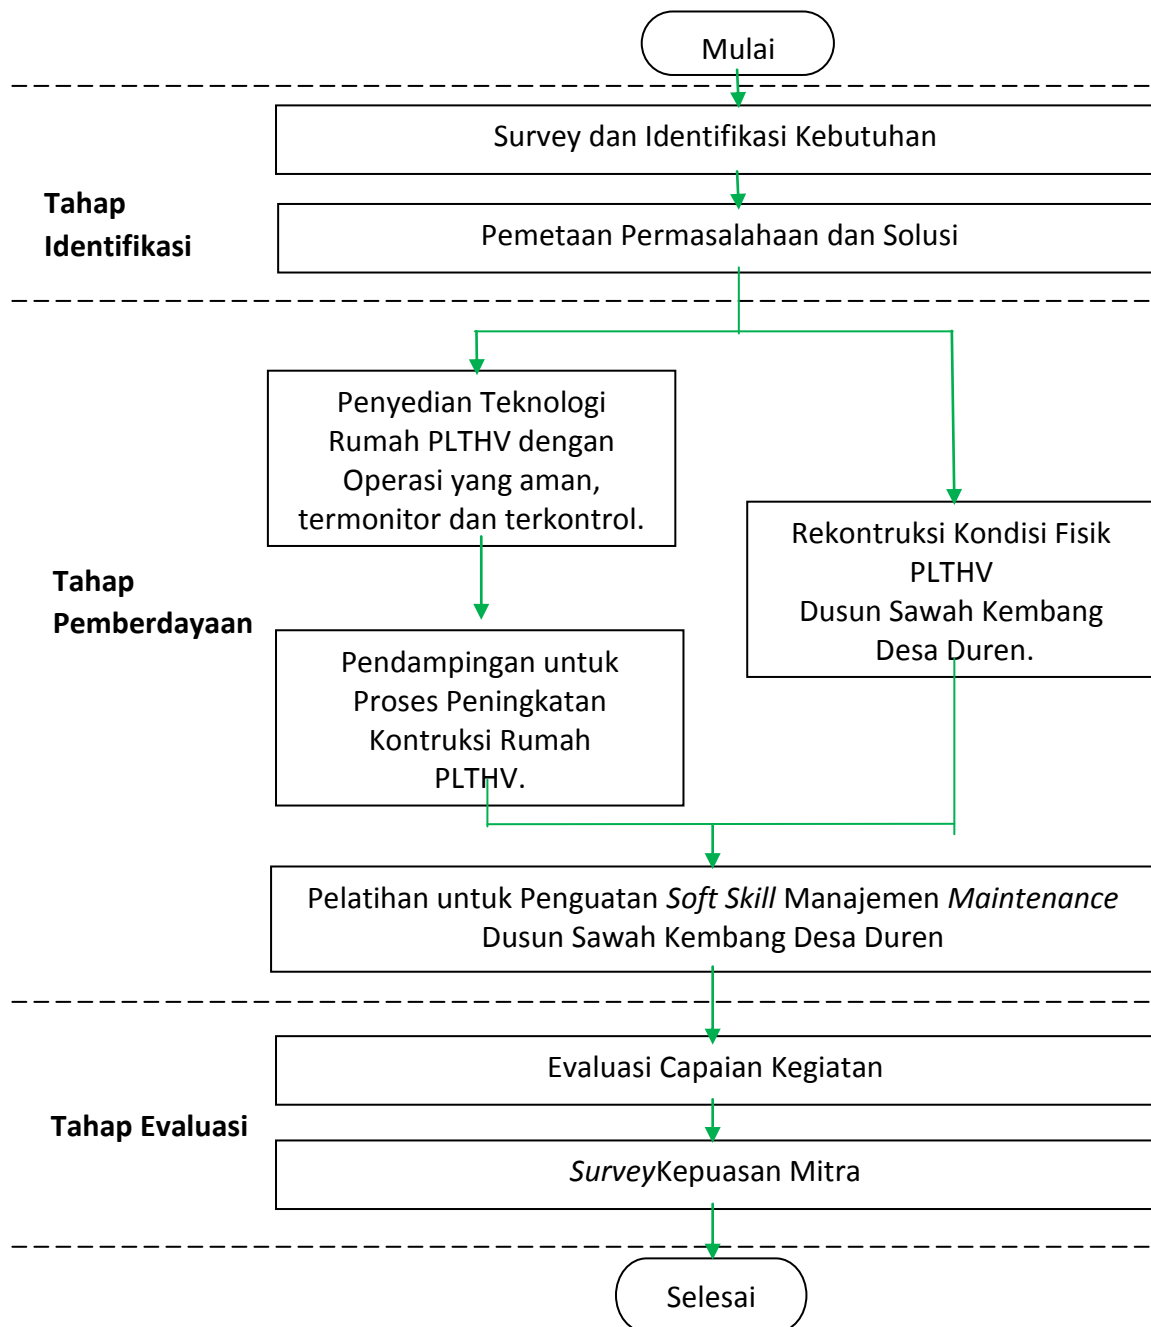 Mulai
Survey dan Identifikasi Kebutuhan
Tahap
Identifikasi
Pemetaan Permasalahaan dan Solusi
Penyedian Teknologi
Rumah PLTHV dengan
Operasi yang aman,
termonitor dan terkontrol.
Rekontruksi Kondisi Fisik
PLTHV
Dusun Sawah Kembang
Desa Duren.
Tahap
Pemberdayaan
Pendampingan untuk
Proses Peningkatan
Kontruksi Rumah
PLTHV.
Pelatihan untuk Penguatan Soft Skill Manajemen Maintenance
Dusun Sawah Kembang Desa Duren
Evaluasi Capaian Kegiatan
Tahap Evaluasi
SurveyKepuasan Mitra
Selesai